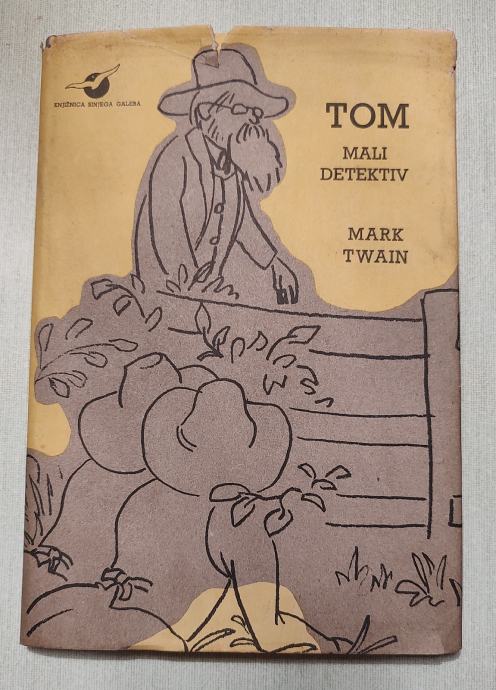 KNJIŽNICA SINJEGA GALEBA
TOM
MALI
DETEKTIV
MARK
TWAIN